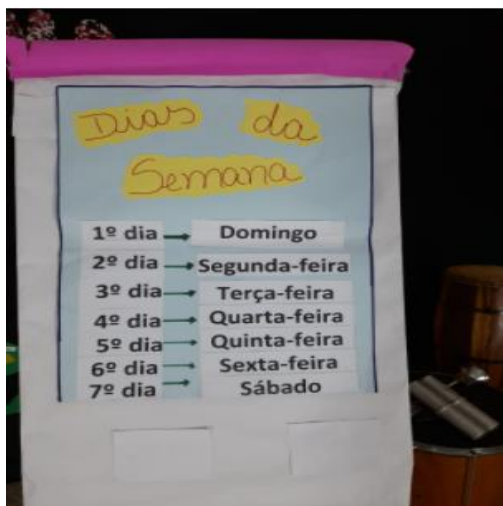 Dias da
Semana
1º dia → Domingo
2º dia → Segunda-feira
3º dia → Terça-feira
4º dia → Quarta-feira
5º dia → Quinta-feira
6º dia → Sexta-feira
7º dia → Sábado